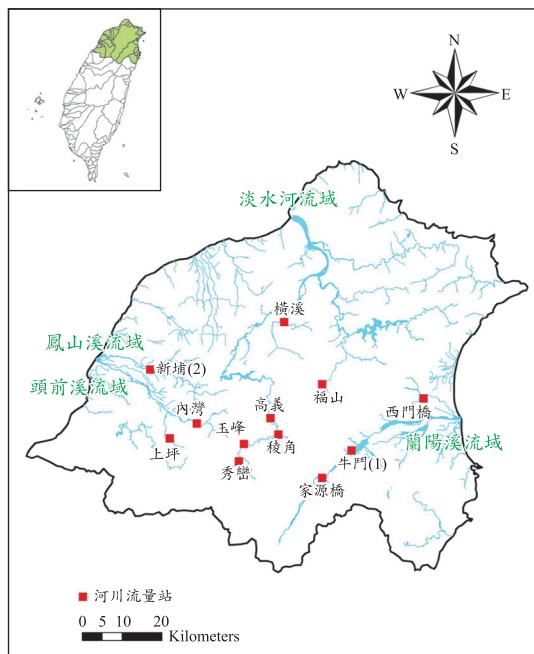 N
W
E
S
淡水河流域
橫溪
鳳山溪流域
新埔(2)
頭前溪流域
福山
內灣
高義
西門橋
玉峰
稜角
蘭陽溪流域
上坪
秀巒
牛鬥(1)
家源橋
河川流量站
0 5 10 20
Kilometers